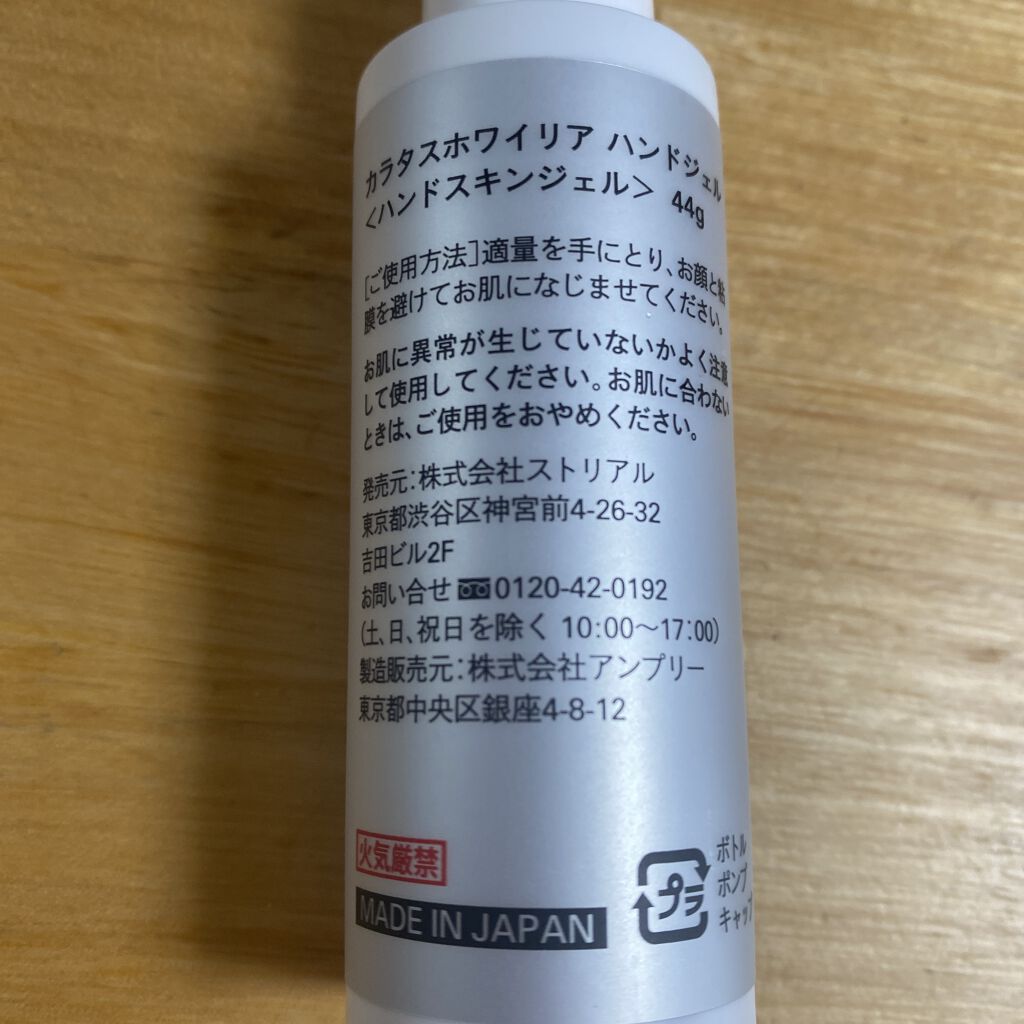 カラタスホワイリア ハンドジェル
<ハンドスキンジェル> 44g
[ご使用方法]適量を手にとり、お顔と粘
膜を避けてお肌になじませてください。
お肌に異常が生じていないかよく注意
して使用してください。お肌に合わない
ときは、ご使用をおやめください。
発売元:株式会社ストリアル
東京都渋谷区神宮前4-26-32
吉田ビル2F
お問い合せ 0120-42-0192
(土、日、祝日を除く 10:00~17:00)
製造販売元:株式会社アンプリー
東京都中央区銀座4-8-12
火気厳禁
MADE IN JAPAN
プラ
ボトル
ポンプ
キャップ